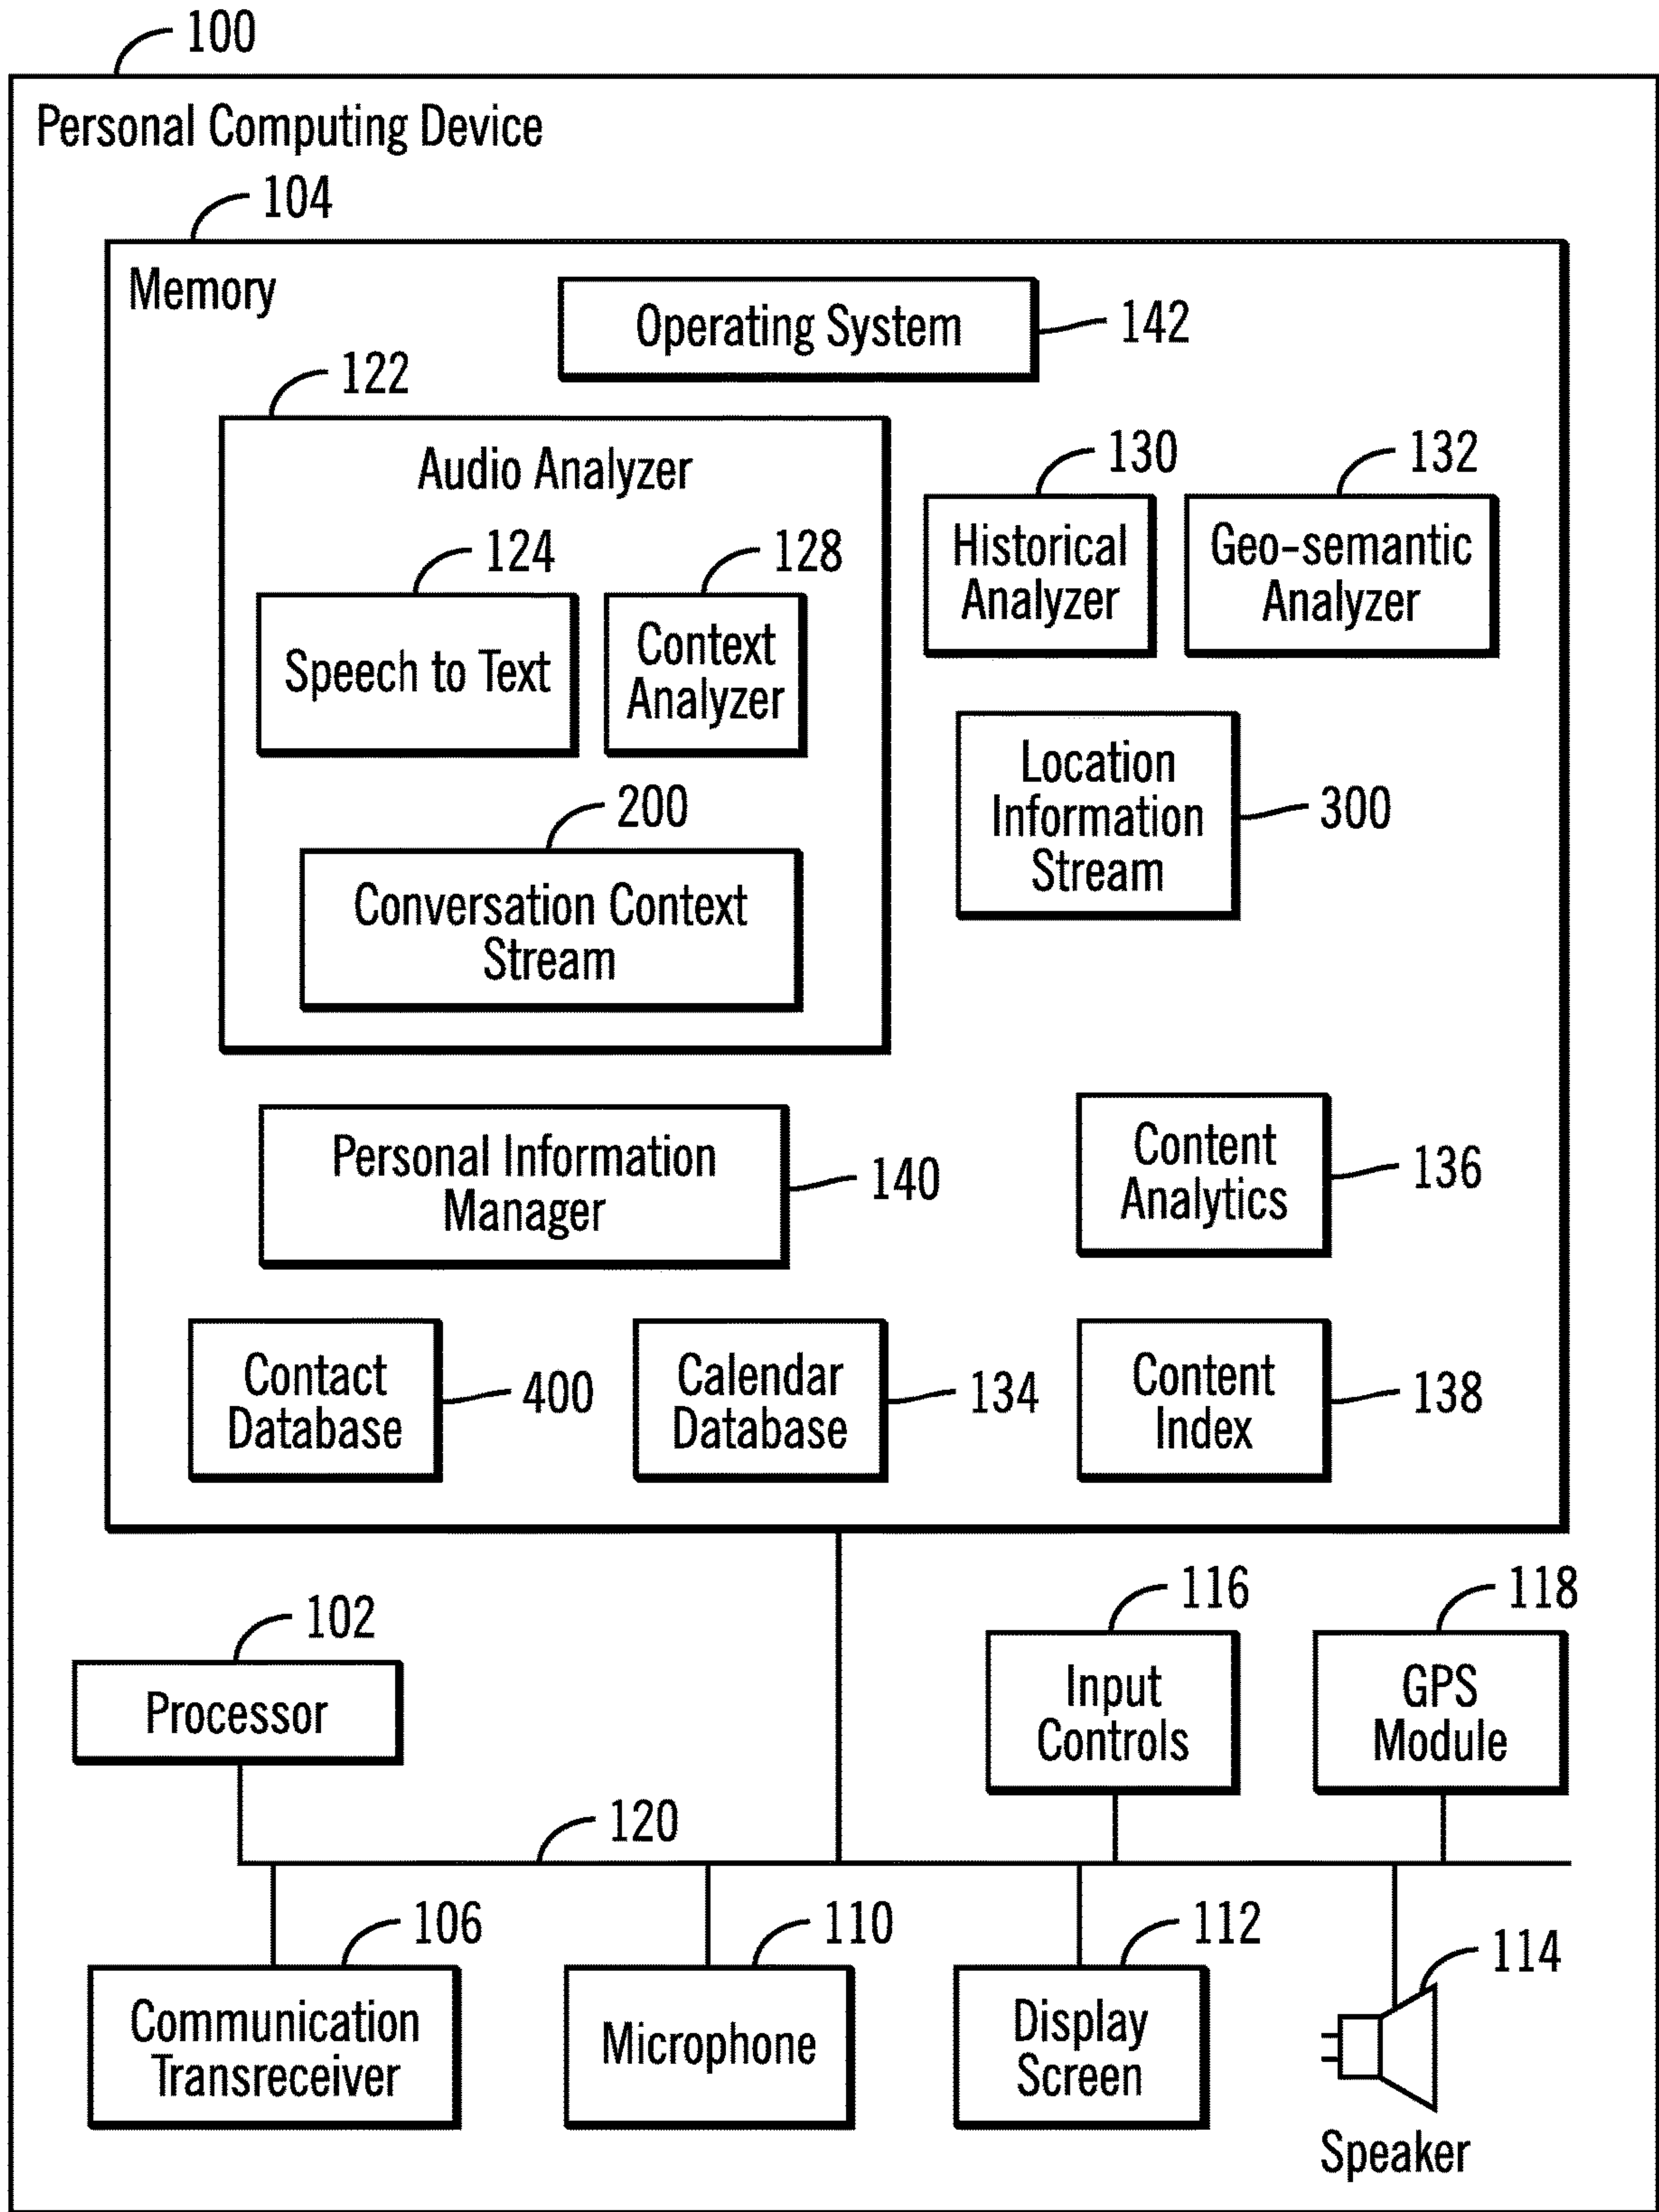 100
Personal Computing Device
104
Memory
Operating System
142
122
Audio Analyzer
130
132
Historical
Analyzer
Geo-semantic
Analyzer
124
128
Speech to Text
Context
Analyzer
Location
Information
Stream
300
200
Conversation Context
Stream
Personal Information
Manager
140
Content
Analytics
136
Contact
Database
400
Calendar
Database
134
Content
Index
138
102
Processor
116
Input
Controls
118
GPS
Module
120
106
Communication
Transreceiver
110
Microphone
112
Display
Screen
114
Speaker